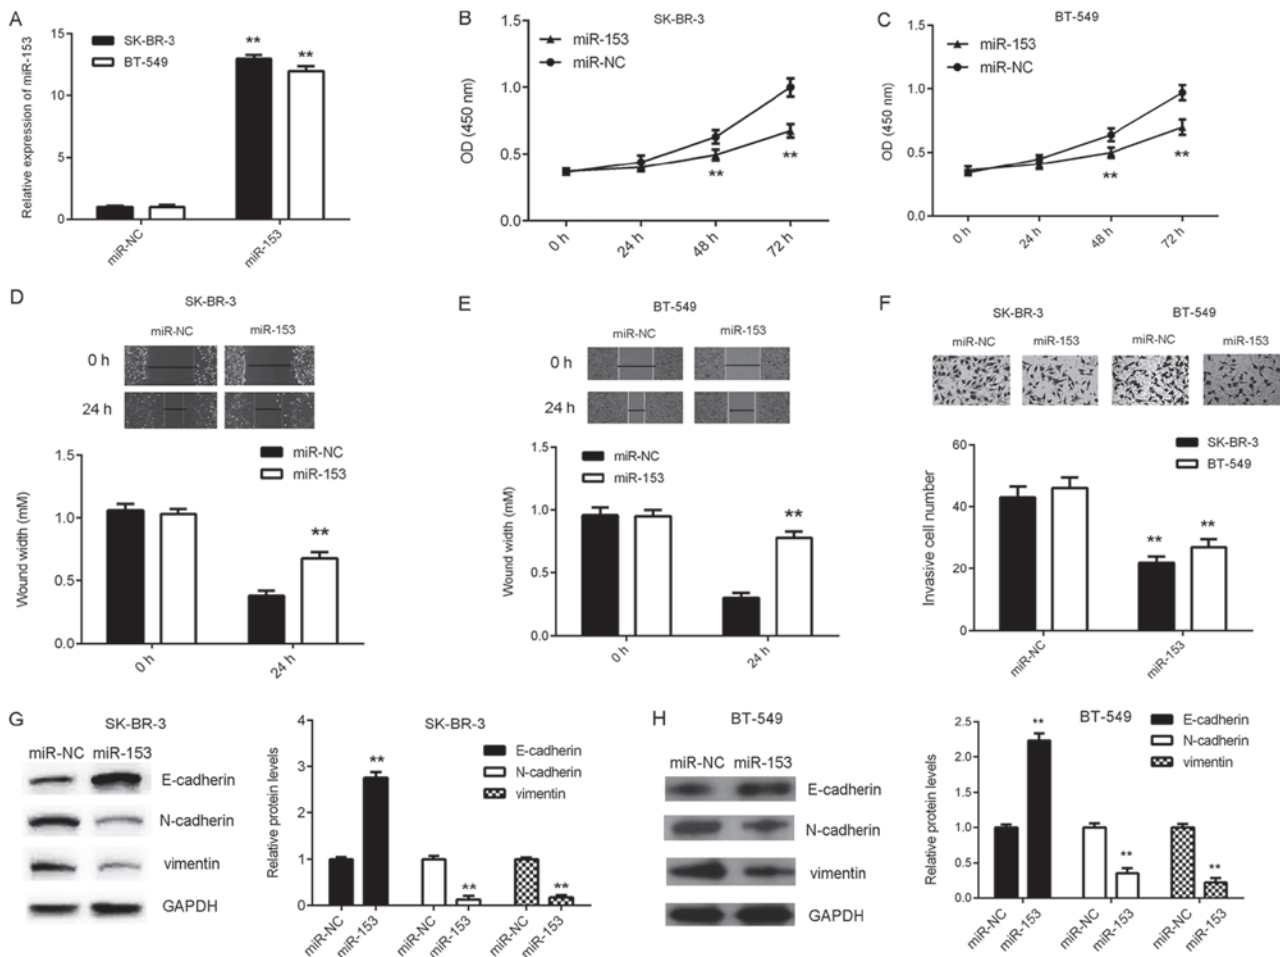 A
Relative expression of miR-153
15
10
5
0
SK-BR-3
BT-549
**
**
miR-NC
miR-153
B
SK-BR-3
OD (450 nm)
1.5
1.0
0.5
0.0
miR-153
miR-NC
**
**
0 h
24 h
48 h
72 h
C
BT-549
OD (450 nm)
1.5
1.0
0.5
0.0
miR-153
miR-NC
**
**
0 h
24 h
48 h
72 h
D
SK-BR-3
miR-NC
miR-153
0 h
24 h
Wound width (mM)
1.5
1.0
0.5
0.0
miR-NC
miR-153
**
0 h
24 h
E
BT-549
miR-NC
miR-153
0 h
24 h
Wound width (mM)
1.5
1.0
0.5
0.0
miR-NC
miR-153
**
0 h
24 h
F
SK-BR-3
BT-549
miR-NC
miR-153
miR-NC
miR-153
Invasive cell number
60
40
20
0
SK-BR-3
BT-549
**
**
miR-NC
miR-153
G
SK-BR-3
miR-NC miR-153
E-cadherin
N-cadherin
vimentin
GAPDH
SK-BR-3
Relative protein levels
4
3
2
1
0
E-cadherin
N-cadherin
vimentin
**
**
**
miR-NC
miR-153
miR-NC
miR-153
miR-NC
miR-153
H
BT-549
miR-NC miR-153
E-cadherin
N-cadherin
vimentin
GAPDH
BT-549
Relative protein levels
2.5
2.0
1.5
1.0
0.5
0.0
E-cadherin
N-cadherin
vimentin
**
**
**
miR-NC
miR-153
miR-NC
miR-153
miR-NC
miR-153